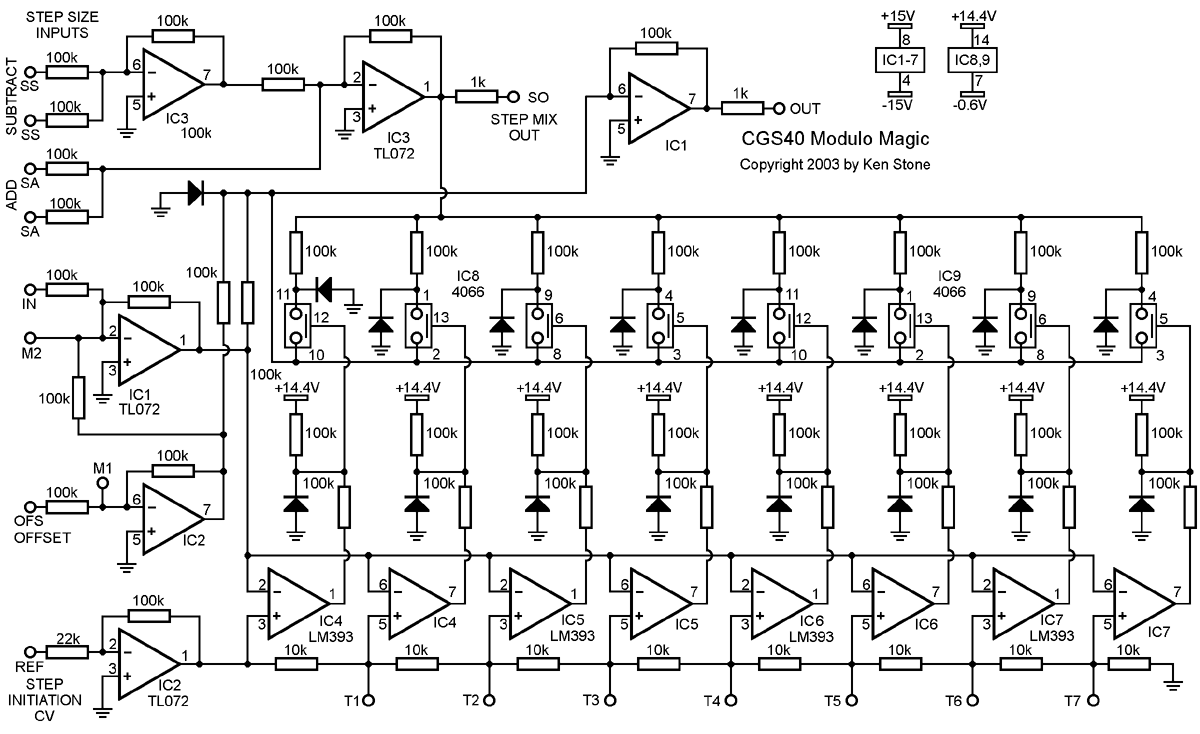 STEP SIZE
INPUTS
SUBTRACT
100k
SS
100k
SS
100k
6
5
7
IC3
100k
100k
100k
2
3
1
IC3
TL072
1k
SO
STEP MIX
OUT
100k
6
5
7
IC1
1k
OUT
+15V
8
IC1-7
4
-15V
+14.4V
14
IC8,9
7
-0.6V
CGS40 Modulo Magic
Copyright 2003 by Ken Stone
ADD
100k
SA
100k
SA
100k
IN
M2
100k
2
3
1
IC1
TL072
100k
100k
100k
100k
11
12
10
100k
IC8
4066
1
13
2
100k
9
6
8
100k
4
5
3
100k
11
12
10
100k
IC9
4066
1
13
2
100k
9
6
8
100k
4
5
3
+14.4V
100k
100k
+14.4V
100k
100k
+14.4V
100k
100k
+14.4V
100k
100k
+14.4V
100k
100k
+14.4V
100k
100k
+14.4V
100k
100k
+14.4V
100k
100k
M1
100k
OFS
OFFSET
100k
6
5
7
IC2
2
3
1
IC4
LM393
6
5
7
IC4
2
3
1
IC5
LM393
6
5
7
IC5
2
3
1
IC6
LM393
6
5
7
IC6
2
3
1
IC7
LM393
6
5
7
IC7
22k
REF
STEP
INITIATION
CV
100k
2
3
1
IC2
TL072
10k
10k
10k
10k
10k
10k
10k
10k
T1
T2
T3
T4
T5
T6
T7